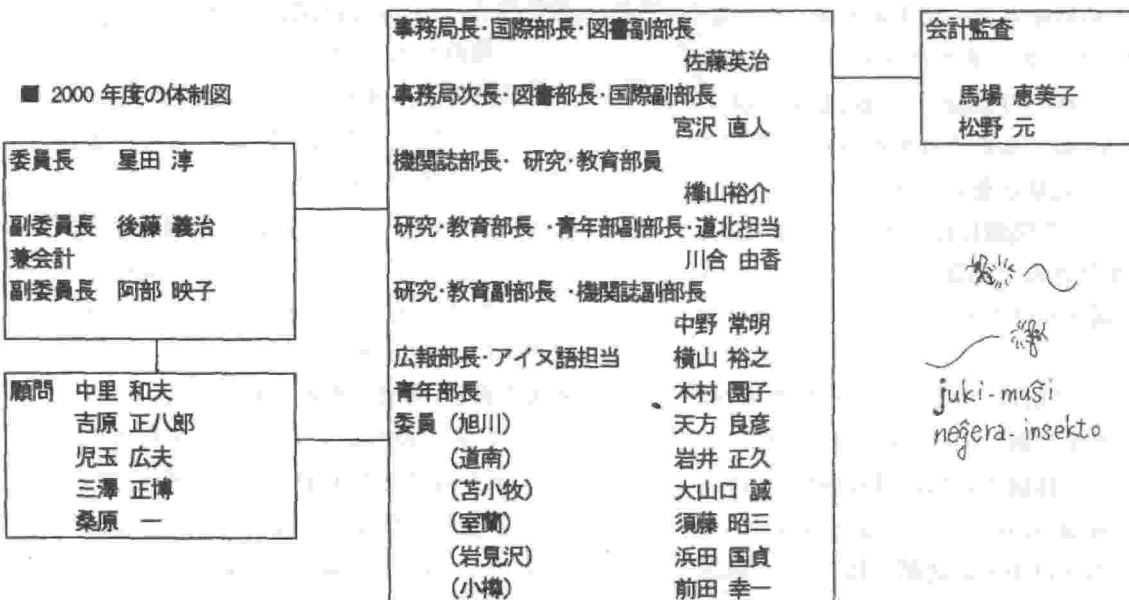 ■ 2000 年度の体制図
委員長 星田 淳
副委員長 後藤 義治
兼会計
副委員長 阿部 映子
顧問 中里 和夫
吉原 正八郎
児玉 広夫
三澤 正博
桑原 一
事務局長・国際部長・図書副部長
佐藤英治
事務局次長・図書部長・国際副部長
宮沢 直人
機関誌部長・ 研究・教育部員
樺山裕介
研究・教育部長 ・青年部副部長・道北担当
川合 由香
研究・教育副部長 ・機関誌副部長
中野 常明
広報部長・アイヌ語担当 横山 裕之
青年部長 木村 園子
委員 (旭川) 天方 良彦
(道南) 岩井 正久
(苫小牧) 大山口 誠
(室蘭) 須藤 昭三
(岩見沢) 浜田 国貞
(小樽) 前田 幸一
会計監査
馬場 恵美子
松野 元
juki-muŝi
neĝera-insekto